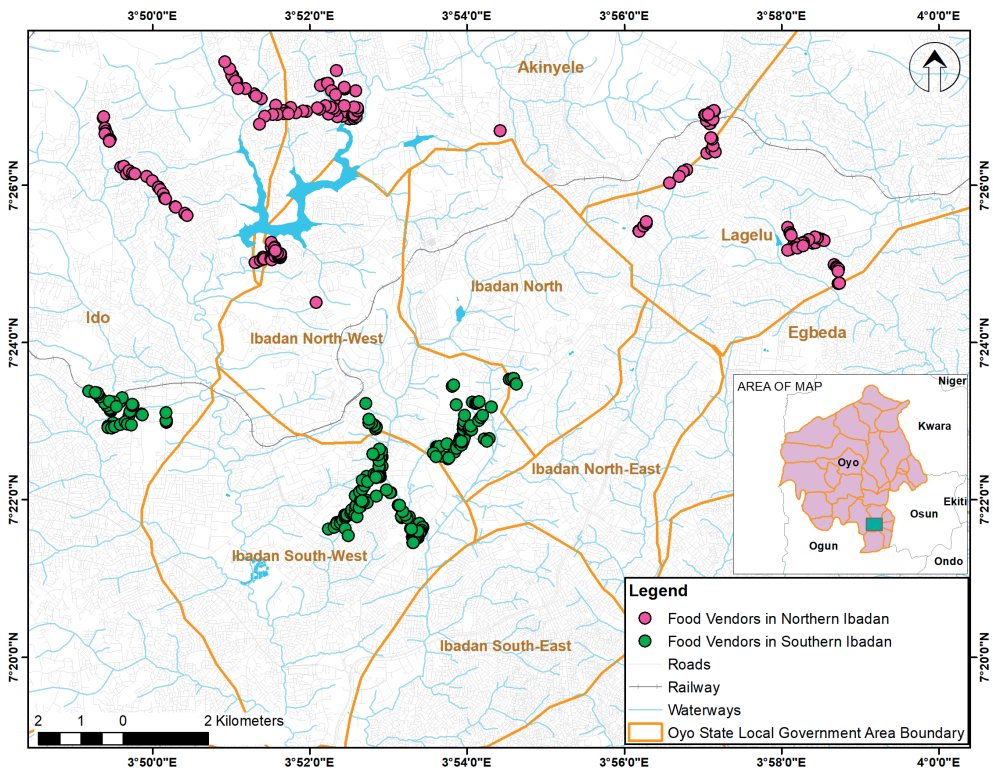 3°50'0"E 3°52'0"E 3°54'0"E 3°56'0"E 3°58'0"E 4°0'0"E
Akinyele
7°26'0"N 7°26'0"N
Lagelu
Ibadan North
Ido
Egbeda
Ibadan North-West
7°24'0"N 7°24'0"N
AREA OF MAP
Niger
Kwara
Oyo
Ekiti
Osun
Ogun
Ondo
Ibadan North-East
7°22'0"N 7°22'0"N
Ibadan South-West
Ibadan South-East
7°20'0"N 7°20'0"N
Legend
Food Vendors in Northern Ibadan
Food Vendors in Southern Ibadan
Roads
Railway
Waterways
Oyo State Local Government Area Boundary
2 1 0 2 Kilometers
3°50'0"E 3°52'0"E 3°54'0"E 3°56'0"E 3°58'0"E 4°0'0"E